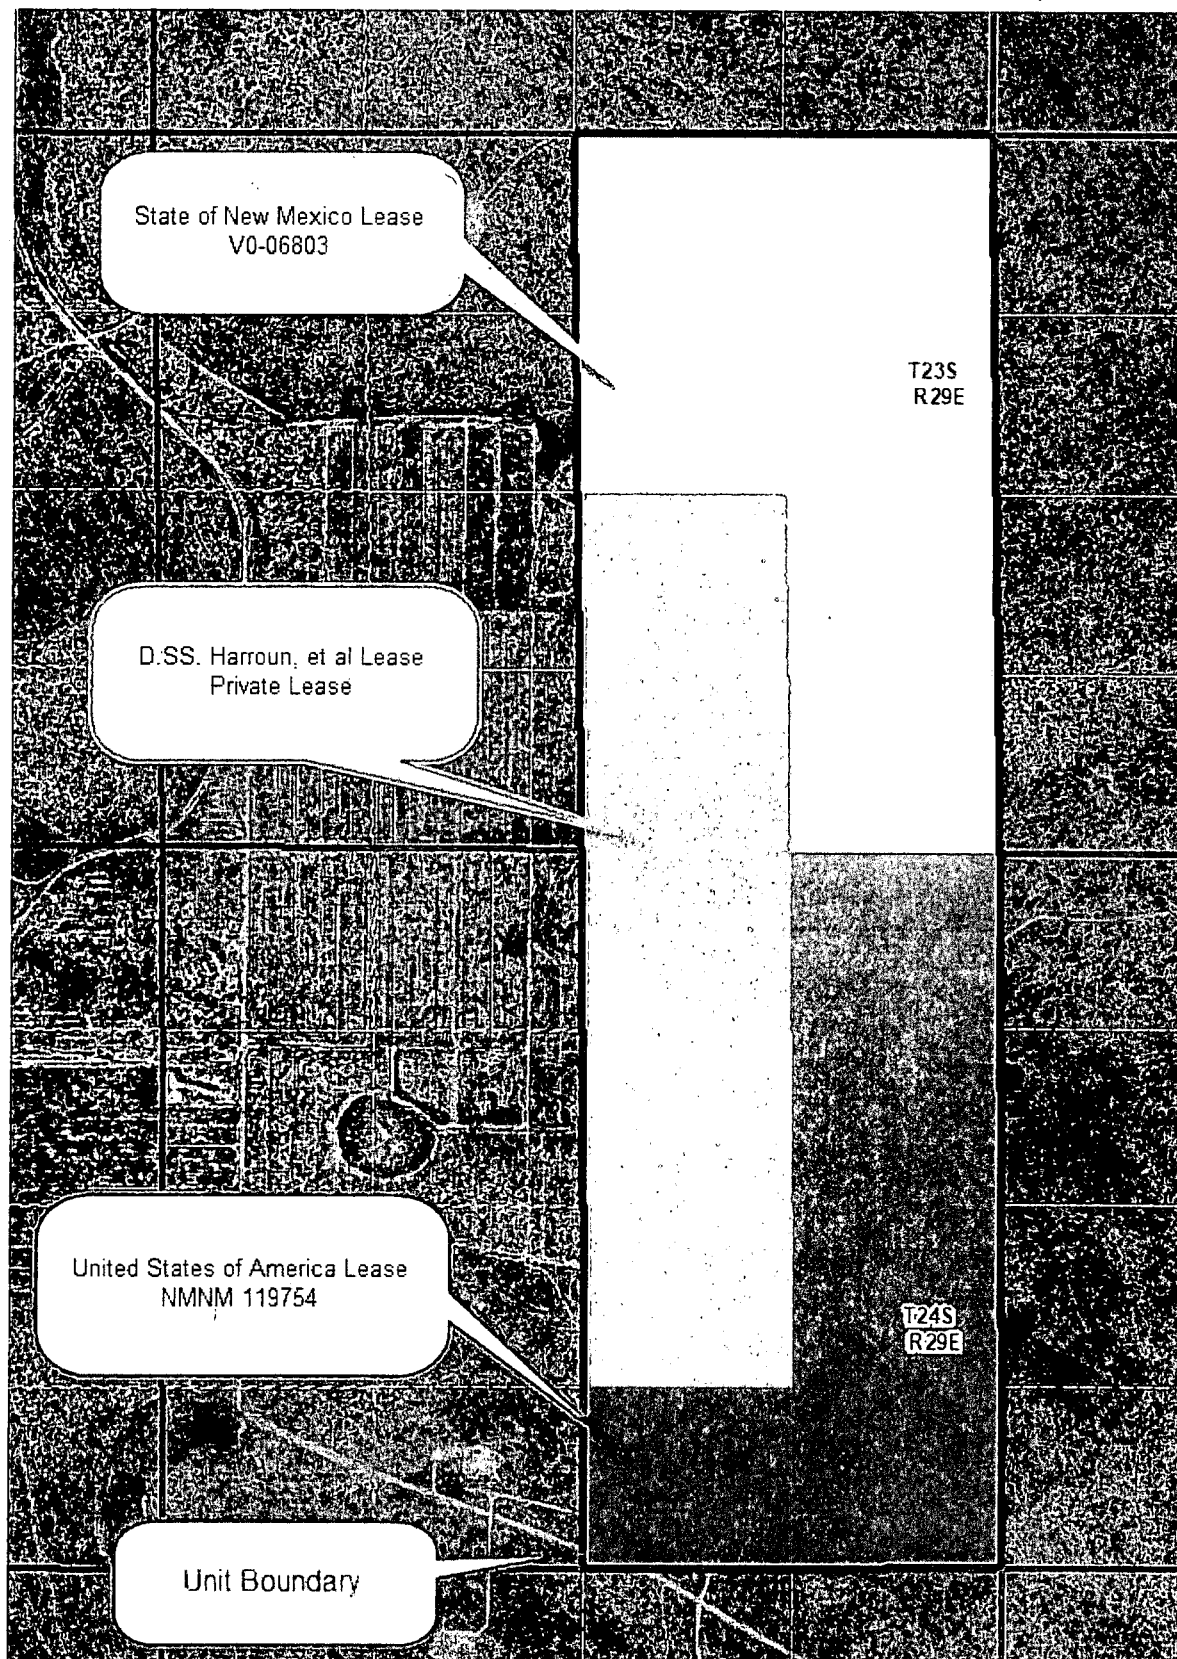 State of New Mexico Lease
V0-06803
T23S
R29E
D.SS. Harroun, et al Lease
Private Lease
United States of America Lease
NMNM 119754
T24S
R29E
Unit Boundary